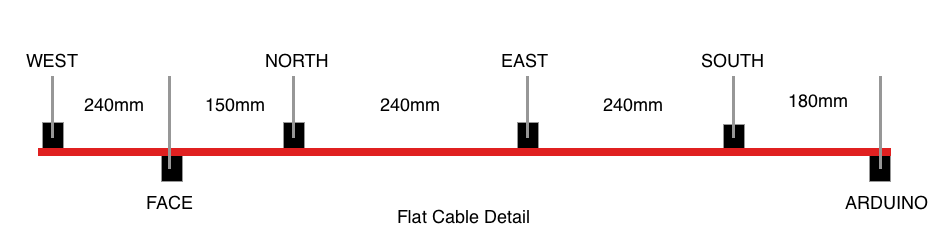 WEST
NORTH
EAST
SOUTH
240mm
150mm
240mm
240mm
180mm
FACE
ARDUINO
Flat Cable Detail